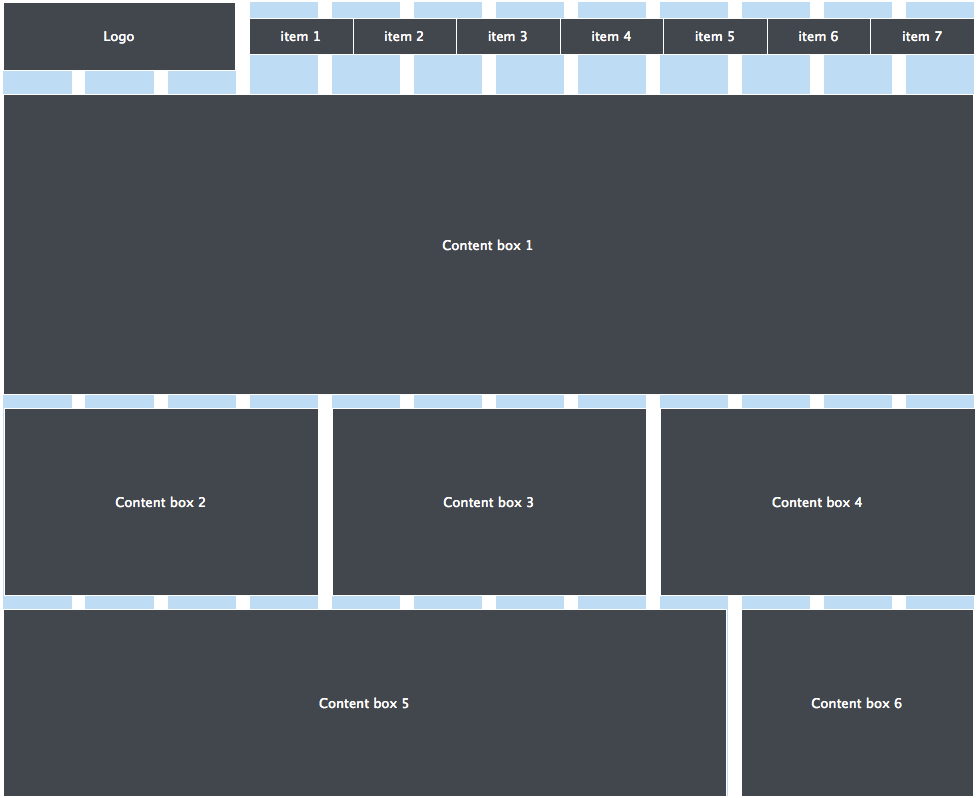 Logo
item 1 item 2 item 3 item 4 item 5 item 6 item 7
Content box 1
Content box 2 Content box 3 Content box 4
Content box 5 Content box 6